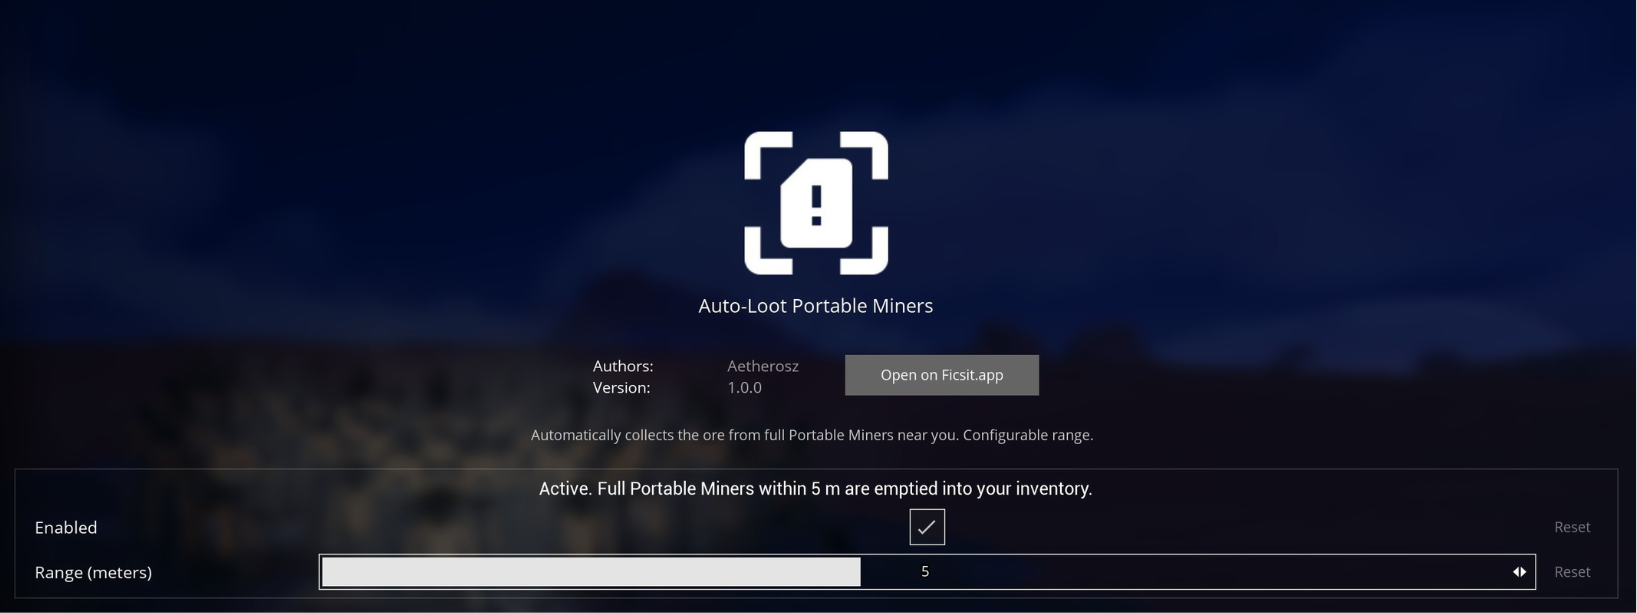 Auto-Loot Portable Miners
Authors: Aetherosz
Version: 1.0.0
Open on Ficsit.app
Automatically collects the ore from full Portable Miners near you. Configurable range.
Active. Full Portable Miners within 5 m are emptied into your inventory.
Enabled Reset
Range (meters) 5 Reset